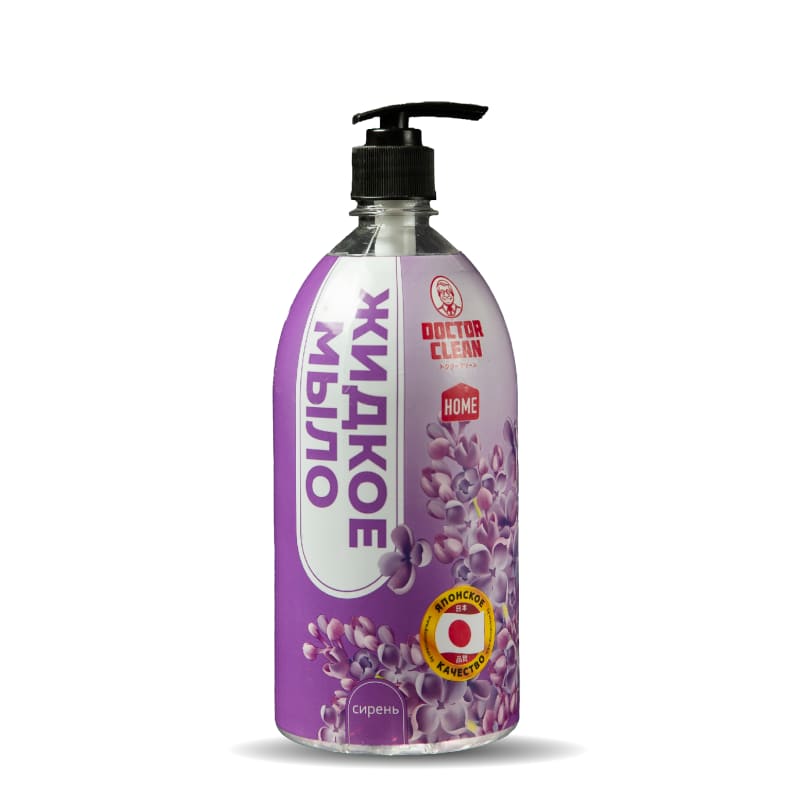 ЖИДКОЕ
МЫЛО
DOCTOR
CLEAN
HOME
ЯПОНСКОЕ
日本
品質
КАЧЕСТВО
сирень